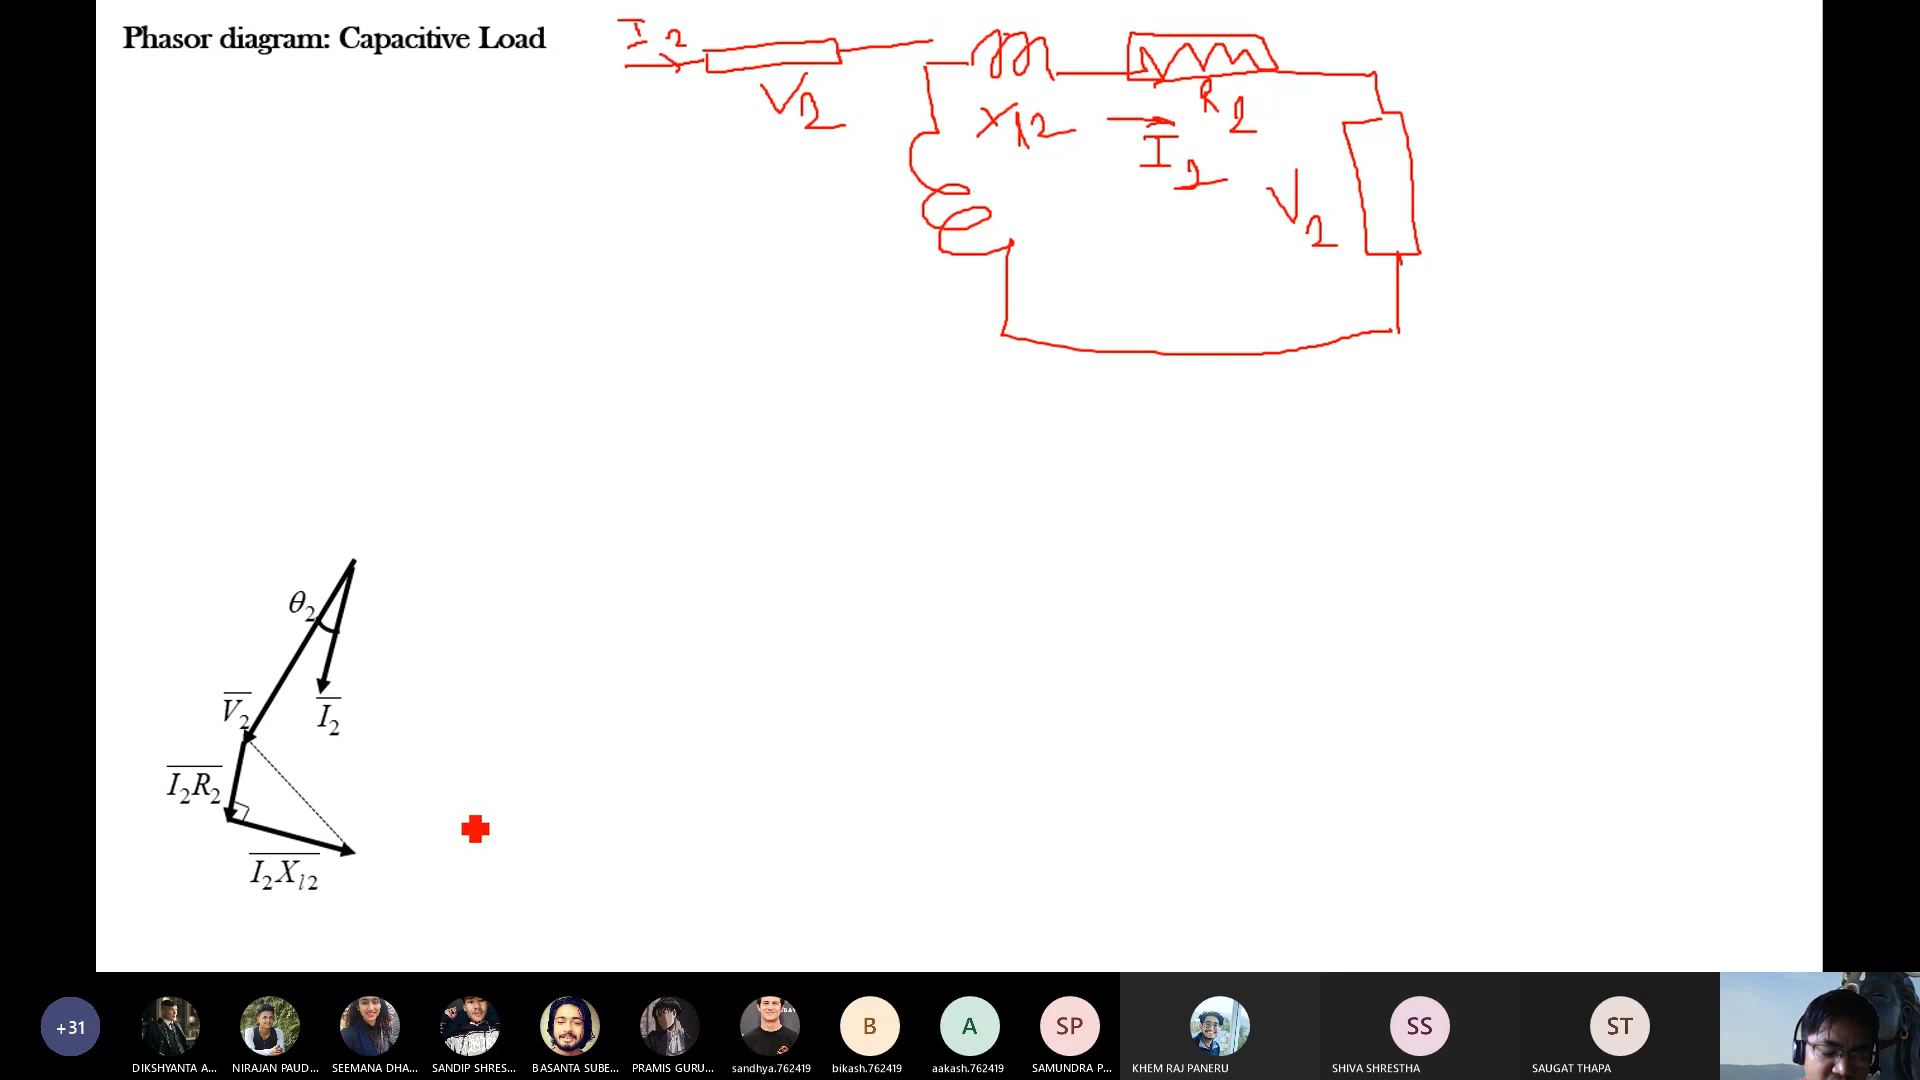 Phasor diagram: Capacitive Load
I 2
V2
Xl2
R2
I2
V2
θ2
V2
I2
I2R2
I2Xl2
+31
DIKSHYANTA A...
NIRAJAN PAUD...
SEEMANA DHA...
SANDIP SHRES...
BASANTA SUBE...
PRAMIS GURU...
sandhya.762419
B
bikash.762419
A
aakash.762419
SP
SAMUNDRA P...
KHEM RAJ PANERU
SS
SHIVA SHRESTHA
ST
SAUGAT THAPA